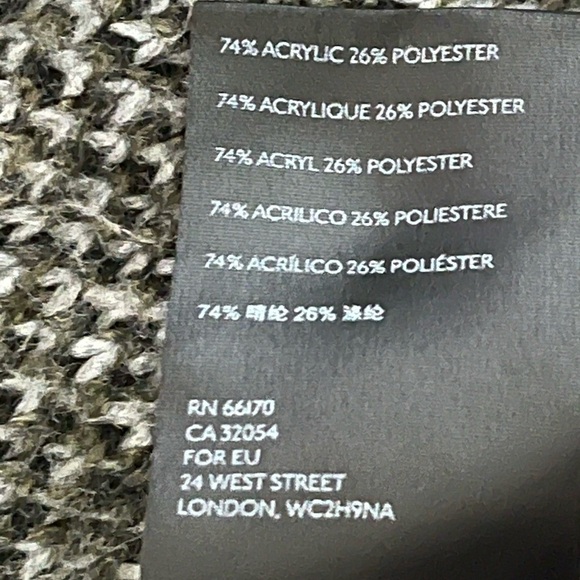 74% ACRYLIC 26% POLYESTER
74% ACRYLIQUE 26% POLYESTER
74% ACRYL 26% POLYESTER
74% ACRILICO 26% POLIESTERE
74% ACRÍLICO 26% POLIÉSTER
74% 晴纶 26% 涤纶
RN 66170
CA 32054
FOR EU
24 WEST STREET
LONDON, WC2H9NA